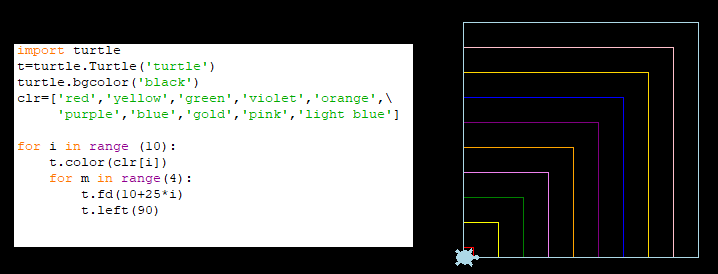 import turtle
t=turtle.Turtle('turtle')
turtle.bgcolor('black')
clr=['red','yellow','green','violet','orange',\
     'purple','blue','gold','pink','light blue']
for i in range (10):
    t.color(clr[i])
    for m in range(4):
        t.fd(10+25*i)
        t.left(90)